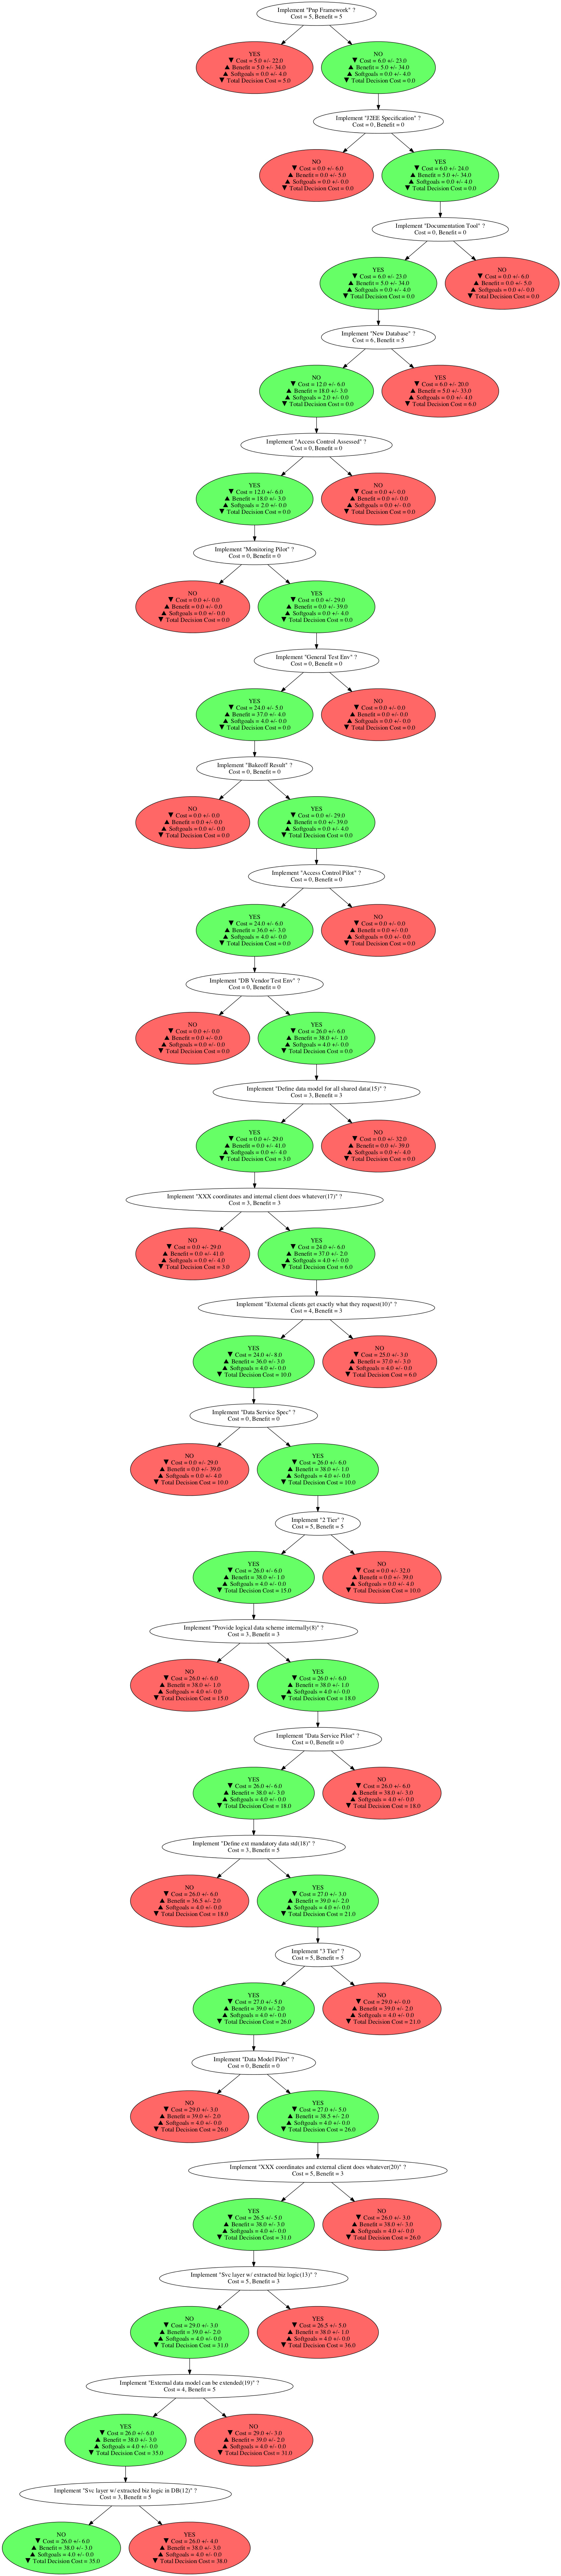 Implement "Pnp Framework" ?
Cost = 5, Benefit = 5
YES
▼ Cost = 5.0 +/- 22.0
▲ Benefit = 5.0 +/- 34.0
▲ Softgoals = 0.0 +/- 4.0
▼ Total Decision Cost = 5.0
NO
▼ Cost = 6.0 +/- 23.0
▲ Benefit = 5.0 +/- 34.0
▲ Softgoals = 0.0 +/- 4.0
▼ Total Decision Cost = 0.0
Implement "J2EE Specification" ?
Cost = 0, Benefit = 0
NO
▼ Cost = 0.0 +/- 6.0
▲ Benefit = 0.0 +/- 5.0
▲ Softgoals = 0.0 +/- 0.0
▼ Total Decision Cost = 0.0
YES
▼ Cost = 6.0 +/- 24.0
▲ Benefit = 5.0 +/- 34.0
▲ Softgoals = 0.0 +/- 4.0
▼ Total Decision Cost = 0.0
Implement "Documentation Tool" ?
Cost = 0, Benefit = 0
YES
▼ Cost = 6.0 +/- 23.0
▲ Benefit = 5.0 +/- 34.0
▲ Softgoals = 0.0 +/- 4.0
▼ Total Decision Cost = 0.0
NO
▼ Cost = 0.0 +/- 6.0
▲ Benefit = 0.0 +/- 5.0
▲ Softgoals = 0.0 +/- 0.0
▼ Total Decision Cost = 0.0
Implement "New Database" ?
Cost = 6, Benefit = 5
NO
▼ Cost = 12.0 +/- 6.0
▲ Benefit = 18.0 +/- 3.0
▲ Softgoals = 2.0 +/- 0.0
▼ Total Decision Cost = 0.0
YES
▼ Cost = 6.0 +/- 20.0
▲ Benefit = 5.0 +/- 33.0
▲ Softgoals = 0.0 +/- 4.0
▼ Total Decision Cost = 6.0
Implement "Access Control Assessed" ?
Cost = 0, Benefit = 0
YES
▼ Cost = 12.0 +/- 6.0
▲ Benefit = 18.0 +/- 3.0
▲ Softgoals = 2.0 +/- 0.0
▼ Total Decision Cost = 0.0
NO
▼ Cost = 0.0 +/- 0.0
▲ Benefit = 0.0 +/- 0.0
▲ Softgoals = 0.0 +/- 0.0
▼ Total Decision Cost = 0.0
Implement "Monitoring Pilot" ?
Cost = 0, Benefit = 0
NO
▼ Cost = 0.0 +/- 0.0
▲ Benefit = 0.0 +/- 0.0
▲ Softgoals = 0.0 +/- 0.0
▼ Total Decision Cost = 0.0
YES
▼ Cost = 0.0 +/- 29.0
▲ Benefit = 0.0 +/- 39.0
▲ Softgoals = 0.0 +/- 4.0
▼ Total Decision Cost = 0.0
Implement "General Test Env" ?
Cost = 0, Benefit = 0
YES
▼ Cost = 24.0 +/- 5.0
▲ Benefit = 37.0 +/- 4.0
▲ Softgoals = 4.0 +/- 0.0
▼ Total Decision Cost = 0.0
NO
▼ Cost = 0.0 +/- 0.0
▲ Benefit = 0.0 +/- 0.0
▲ Softgoals = 0.0 +/- 0.0
▼ Total Decision Cost = 0.0
Implement "Bakeoff Result" ?
Cost = 0, Benefit = 0
NO
▼ Cost = 0.0 +/- 0.0
▲ Benefit = 0.0 +/- 0.0
▲ Softgoals = 0.0 +/- 0.0
▼ Total Decision Cost = 0.0
YES
▼ Cost = 0.0 +/- 29.0
▲ Benefit = 0.0 +/- 39.0
▲ Softgoals = 0.0 +/- 4.0
▼ Total Decision Cost = 0.0
Implement "Access Control Pilot" ?
Cost = 0, Benefit = 0
YES
▼ Cost = 24.0 +/- 6.0
▲ Benefit = 36.0 +/- 3.0
▲ Softgoals = 4.0 +/- 0.0
▼ Total Decision Cost = 0.0
NO
▼ Cost = 0.0 +/- 0.0
▲ Benefit = 0.0 +/- 0.0
▲ Softgoals = 0.0 +/- 0.0
▼ Total Decision Cost = 0.0
Implement "DB Vendor Test Env" ?
Cost = 0, Benefit = 0
NO
▼ Cost = 0.0 +/- 0.0
▲ Benefit = 0.0 +/- 0.0
▲ Softgoals = 0.0 +/- 0.0
▼ Total Decision Cost = 0.0
YES
▼ Cost = 26.0 +/- 6.0
▲ Benefit = 38.0 +/- 1.0
▲ Softgoals = 4.0 +/- 0.0
▼ Total Decision Cost = 0.0
Implement "Define data model for all shared data(15)" ?
Cost = 3, Benefit = 3
YES
▼ Cost = 0.0 +/- 29.0
▲ Benefit = 0.0 +/- 41.0
▲ Softgoals = 0.0 +/- 4.0
▼ Total Decision Cost = 3.0
NO
▼ Cost = 0.0 +/- 32.0
▲ Benefit = 0.0 +/- 39.0
▲ Softgoals = 0.0 +/- 4.0
▼ Total Decision Cost = 0.0
Implement "XXX coordinates and internal client does whatever(17)" ?
Cost = 3, Benefit = 3
NO
▼ Cost = 0.0 +/- 29.0
▲ Benefit = 0.0 +/- 41.0
▲ Softgoals = 0.0 +/- 4.0
▼ Total Decision Cost = 3.0
YES
▼ Cost = 24.0 +/- 6.0
▲ Benefit = 37.0 +/- 2.0
▲ Softgoals = 4.0 +/- 0.0
▼ Total Decision Cost = 6.0
Implement "External clients get exactly what they request(10)" ?
Cost = 4, Benefit = 3
YES
▼ Cost = 24.0 +/- 8.0
▲ Benefit = 36.0 +/- 3.0
▲ Softgoals = 4.0 +/- 0.0
▼ Total Decision Cost = 10.0
NO
▼ Cost = 25.0 +/- 3.0
▲ Benefit = 37.0 +/- 3.0
▲ Softgoals = 4.0 +/- 0.0
▼ Total Decision Cost = 6.0
Implement "Data Service Spec" ?
Cost = 0, Benefit = 0
NO
▼ Cost = 0.0 +/- 29.0
▲ Benefit = 0.0 +/- 39.0
▲ Softgoals = 0.0 +/- 4.0
▼ Total Decision Cost = 10.0
YES
▼ Cost = 26.0 +/- 6.0
▲ Benefit = 38.0 +/- 1.0
▲ Softgoals = 4.0 +/- 0.0
▼ Total Decision Cost = 10.0
Implement "2 Tier" ?
Cost = 5, Benefit = 5
YES
▼ Cost = 26.0 +/- 6.0
▲ Benefit = 38.0 +/- 1.0
▲ Softgoals = 4.0 +/- 0.0
▼ Total Decision Cost = 15.0
NO
▼ Cost = 0.0 +/- 32.0
▲ Benefit = 0.0 +/- 39.0
▲ Softgoals = 0.0 +/- 4.0
▼ Total Decision Cost = 10.0
Implement "Provide logical data scheme internally(8)" ?
Cost = 3, Benefit = 3
NO
▼ Cost = 26.0 +/- 6.0
▲ Benefit = 38.0 +/- 1.0
▲ Softgoals = 4.0 +/- 0.0
▼ Total Decision Cost = 15.0
YES
▼ Cost = 26.0 +/- 6.0
▲ Benefit = 38.0 +/- 1.0
▲ Softgoals = 4.0 +/- 0.0
▼ Total Decision Cost = 18.0
Implement "Data Service Pilot" ?
Cost = 0, Benefit = 0
YES
▼ Cost = 26.0 +/- 6.0
▲ Benefit = 38.0 +/- 3.0
▲ Softgoals = 4.0 +/- 0.0
▼ Total Decision Cost = 18.0
NO
▼ Cost = 26.0 +/- 6.0
▲ Benefit = 38.0 +/- 3.0
▲ Softgoals = 4.0 +/- 0.0
▼ Total Decision Cost = 18.0
Implement "Define ext mandatory data std(18)" ?
Cost = 3, Benefit = 5
NO
▼ Cost = 26.0 +/- 6.0
▲ Benefit = 36.5 +/- 2.0
▲ Softgoals = 4.0 +/- 0.0
▼ Total Decision Cost = 18.0
YES
▼ Cost = 27.0 +/- 3.0
▲ Benefit = 39.0 +/- 2.0
▲ Softgoals = 4.0 +/- 0.0
▼ Total Decision Cost = 21.0
Implement "3 Tier" ?
Cost = 5, Benefit = 5
YES
▼ Cost = 27.0 +/- 5.0
▲ Benefit = 39.0 +/- 2.0
▲ Softgoals = 4.0 +/- 0.0
▼ Total Decision Cost = 26.0
NO
▼ Cost = 29.0 +/- 0.0
▲ Benefit = 39.0 +/- 2.0
▲ Softgoals = 4.0 +/- 0.0
▼ Total Decision Cost = 21.0
Implement "Data Model Pilot" ?
Cost = 0, Benefit = 0
NO
▼ Cost = 29.0 +/- 3.0
▲ Benefit = 39.0 +/- 2.0
▲ Softgoals = 4.0 +/- 0.0
▼ Total Decision Cost = 26.0
YES
▼ Cost = 27.0 +/- 5.0
▲ Benefit = 38.5 +/- 2.0
▲ Softgoals = 4.0 +/- 0.0
▼ Total Decision Cost = 26.0
Implement "XXX coordinates and external client does whatever(20)" ?
Cost = 5, Benefit = 3
YES
▼ Cost = 26.5 +/- 5.0
▲ Benefit = 38.0 +/- 3.0
▲ Softgoals = 4.0 +/- 0.0
▼ Total Decision Cost = 31.0
NO
▼ Cost = 26.0 +/- 3.0
▲ Benefit = 38.0 +/- 3.0
▲ Softgoals = 4.0 +/- 0.0
▼ Total Decision Cost = 26.0
Implement "Svc layer w/ extracted biz logic(13)" ?
Cost = 5, Benefit = 3
NO
▼ Cost = 29.0 +/- 3.0
▲ Benefit = 39.0 +/- 2.0
▲ Softgoals = 4.0 +/- 0.0
▼ Total Decision Cost = 31.0
YES
▼ Cost = 26.5 +/- 5.0
▲ Benefit = 38.0 +/- 1.0
▲ Softgoals = 4.0 +/- 0.0
▼ Total Decision Cost = 36.0
Implement "External data model can be extended(19)" ?
Cost = 4, Benefit = 5
YES
▼ Cost = 26.0 +/- 6.0
▲ Benefit = 38.0 +/- 3.0
▲ Softgoals = 4.0 +/- 0.0
▼ Total Decision Cost = 35.0
NO
▼ Cost = 29.0 +/- 3.0
▲ Benefit = 39.0 +/- 2.0
▲ Softgoals = 4.0 +/- 0.0
▼ Total Decision Cost = 31.0
Implement "Svc layer w/ extracted biz logic in DB(12)" ?
Cost = 3, Benefit = 5
NO
▼ Cost = 26.0 +/- 6.0
▲ Benefit = 38.0 +/- 3.0
▲ Softgoals = 4.0 +/- 0.0
▼ Total Decision Cost = 35.0
YES
▼ Cost = 26.0 +/- 4.0
▲ Benefit = 38.0 +/- 3.0
▲ Softgoals = 4.0 +/- 0.0
▼ Total Decision Cost = 38.0